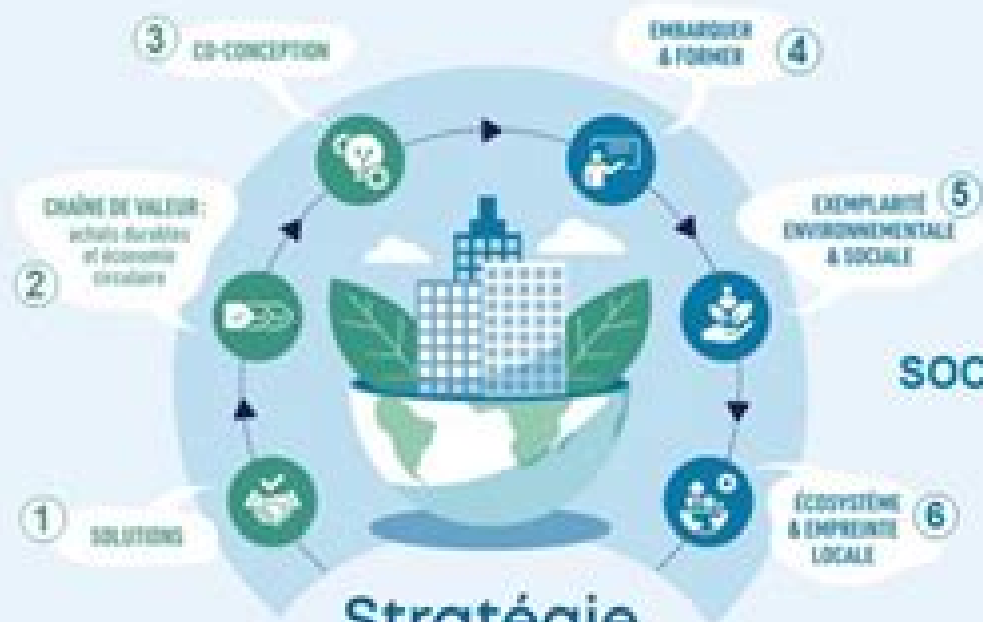 3
CO-CONCEPTION
EMBARQUER
& FORMER
4
CHAÎNE DE VALEUR :
achats durables
et économie
circulaire
2
EXEMPLARITÉ
ENVIRONNEMENTALE
& SOCIALE
5
SOC
1
SOLUTIONS
ÉCOSYSTÈME
& EMPREINTE
LOCALE
6
Stratégie